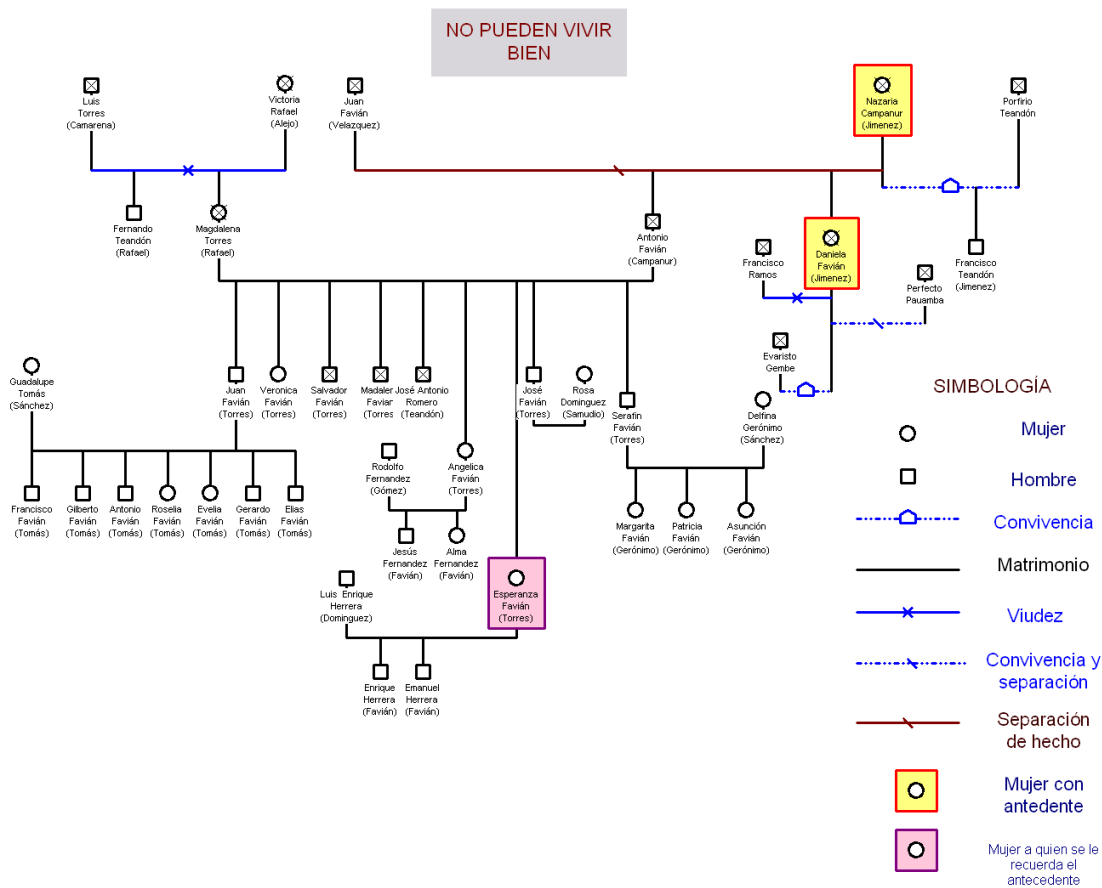 NO PUEDEN VIVIR
BIEN
Luis
Torres
(Camarena)
Victoria
Rafael
(Alejo)
Juan
Favián
(Velazquez)
Nazaria
Campanur
(Jimenez)
Porfirio
Teandón
Fernando
Teandón
(Rafael)
Magdalena
Torres
(Rafael)
Antonio
Favián
(Campanur)
Francisco
Ramos
Daniela
Favián
(Jimenez)
Francisco
Teandón
(Jimenez)
Perfecto
Pauamba
Evaristo
Gembe
Guadalupe
Tomás
(Sánchez)
Juan
Favián
(Torres)
Veronica
Favián
(Torres)
Salvador
Favián
(Torres)
Madaler
Faviar
(Torres
José Antonio
Romero
(Teandón)
José
Favián
(Torres)
Rosa
Dominguez
(Samudio)
Serafin
Favián
(Torres)
Delfina
Gerónimo
(Sánchez)
Rodolfo
Fernandez
(Gómez)
Angelica
Favián
(Torres)
Francisco
Favián
(Tomás)
Gilberto
Favián
(Tomás)
Antonio
Favián
(Tomás)
Roselia
Favián
(Tomás)
Evelia
Favián
(Tomás)
Gerardo
Favián
(Tomás)
Elias
Favián
(Tomás)
Jesús
Fernandez
(Favián)
Alma
Fernandez
(Favián)
Margarita
Favián
(Gerónimo)
Patricia
Favián
(Gerónimo)
Asunción
Favián
(Gerónimo)
Luis Enrique
Herrera
(Dominguez)
Esperanza
Favián
(Torres)
Enrique
Herrera
(Favián)
Emanuel
Herrera
(Favián)
SIMBOLOGÍA
Mujer
Hombre
Convivencia
Matrimonio
Viudez
Convivencia y
separación
Separación
de hecho
Mujer con
antedente
Mujer a quien se le
recuerda el
antecedente